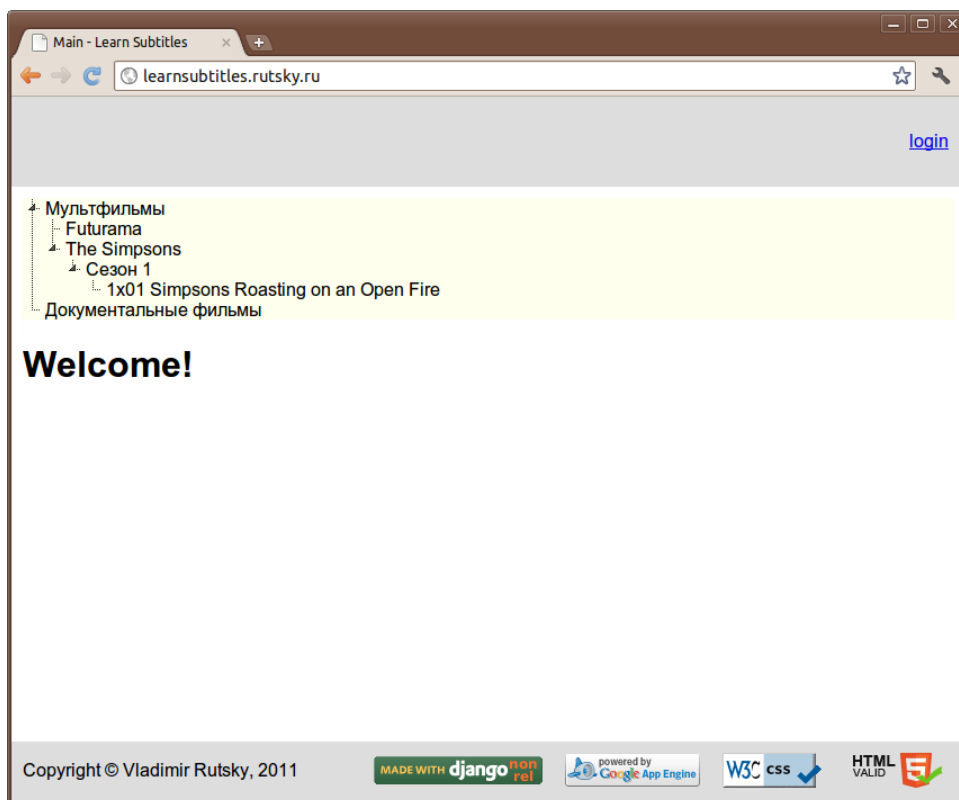 Main - Learn Subtitles
learnsubtitles.rutsky.ru
login
Мультфильмы
Futurama
The Simpsons
Сезон 1
1x01 Simpsons Roasting on an Open Fire
Документальные фильмы
Welcome!
Copyright © Vladimir Rutsky, 2011
MADE WITH django non rel
powered by
Google App Engine
W3C css
HTML
VALID 5